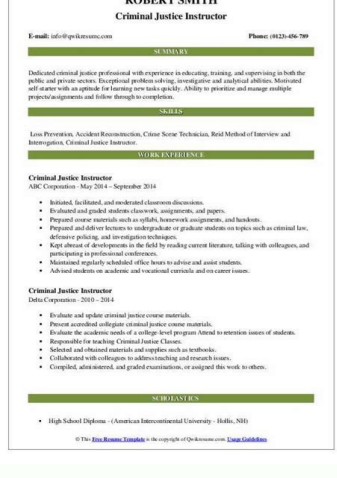 ROBERT SMITH
Criminal Justice Instructor
E-mail: info@qwikresume.com Phone: (0123)-456-789
SUMMARY
Dedicated criminal justice professional with experience in educating, training, and supervising in both the
public and private sectors. Exceptional problem solving, investigative and analytical abilities. Motivated
self-starter with an aptitude for learning new tasks quickly. Ability to prioritize and manage multiple
projects/assignments and follow through to completion.
SKILLS
Loss Prevention, Accident Reconstruction, Crime Scene Technician, Reid Method of Interview and
Interrogation, Criminal Justice Instructor.
WORK EXPERIENCE
Criminal Justice Instructor
ABC Corporation - May 2014 – September 2014
• Initiated, facilitated, and moderated classroom discussions.
• Evaluated and graded students classwork, assignments, and papers.
• Prepared course materials such as syllabi, homework assignments, and handouts.
• Prepared and deliver lectures to undergraduate or graduate students on topics such as criminal law,
defensive policing, and investigation techniques.
• Kept abreast of developments in the field by reading current literature, talking with colleagues, and
participating in professional conferences.
• Maintained regularly scheduled office hours to advise and assist students.
• Advised students on academic and vocational curricula and on career issues.
Criminal Justice Instructor
Delta Corporation - 2010 – 2014
• Evaluate and update criminal justice course materials.
• Present accredited collegiate criminal justice course materials.
• Evaluate the academic needs of a college-level program Attend to retention issues of students.
• Responsible for teaching Criminal Justice Classes.
• Selected and obtained materials and supplies such as textbooks.
• Collaborated with colleagues to address teaching and research issues.
• Compiled, administered, and graded examinations, or assigned this work to others.
SCHOLASTICS
• High School Diploma - (American Intercontinental University - Hollis, NH)
© This Free Resume Template is the copyright of Qwikresume.com. Usage Guidelines